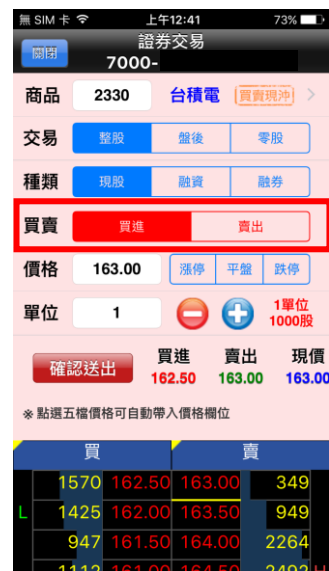 無 SIM 卡 上午12:41 73%
關閉 證券交易
7000-
商品 2330 台積電 買賣現沖 >
交易 整股 盤後 零股
種類 現股 融資 融券
買賣 買進 賣出
價格 163.00 漲停 平盤 跌停
單位 1 1單位
1000股
確認送出 買進 賣出 現價
162.50 163.00 163.00
※ 點選五檔價格可自動帶入價格欄位
買 賣
1570 162.50 163.00 349
L 1425 162.00 163.50 949
947 161.50 164.00 2264
1112 161.00 164.50 2492 H